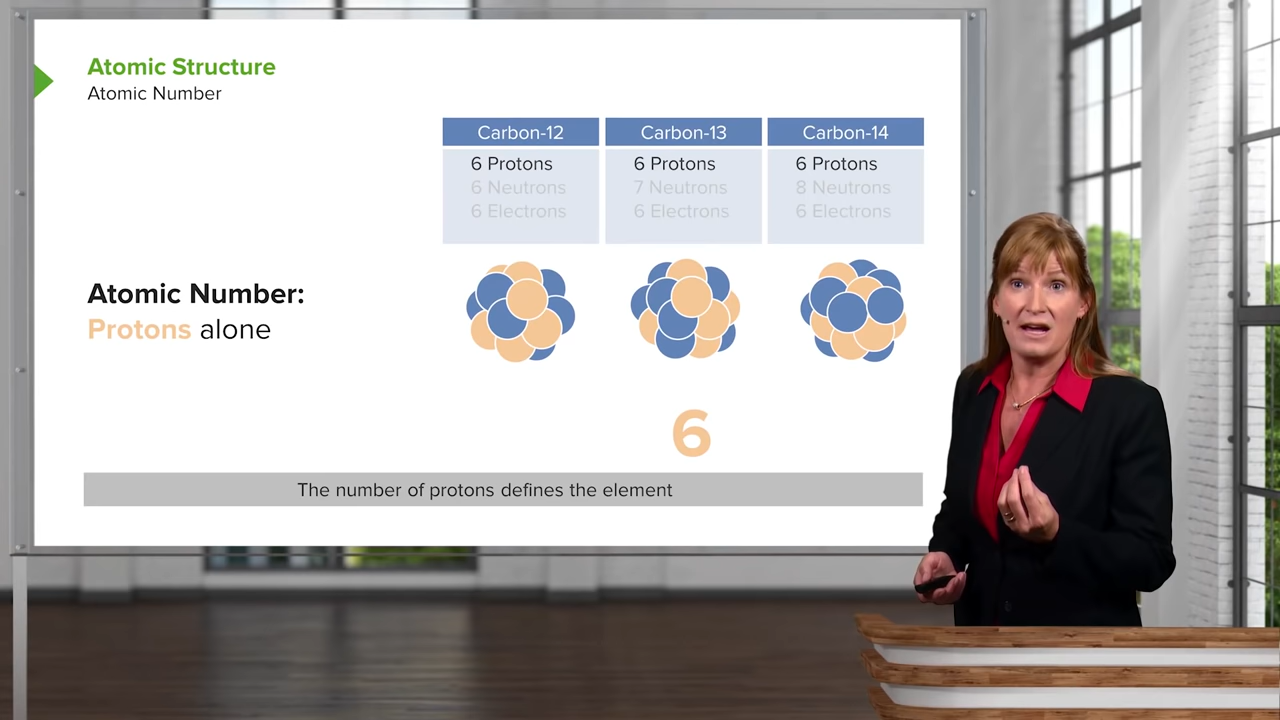 Atomic Structure
Atomic Number
Carbon-12
Carbon-13
Carbon-14
6 Protons
6 Neutrons
6 Electrons
6 Protons
7 Neutrons
6 Electrons
6 Protons
8 Neutrons
6 Electrons
Atomic Number:
Protons alone
6
The number of protons defines the element